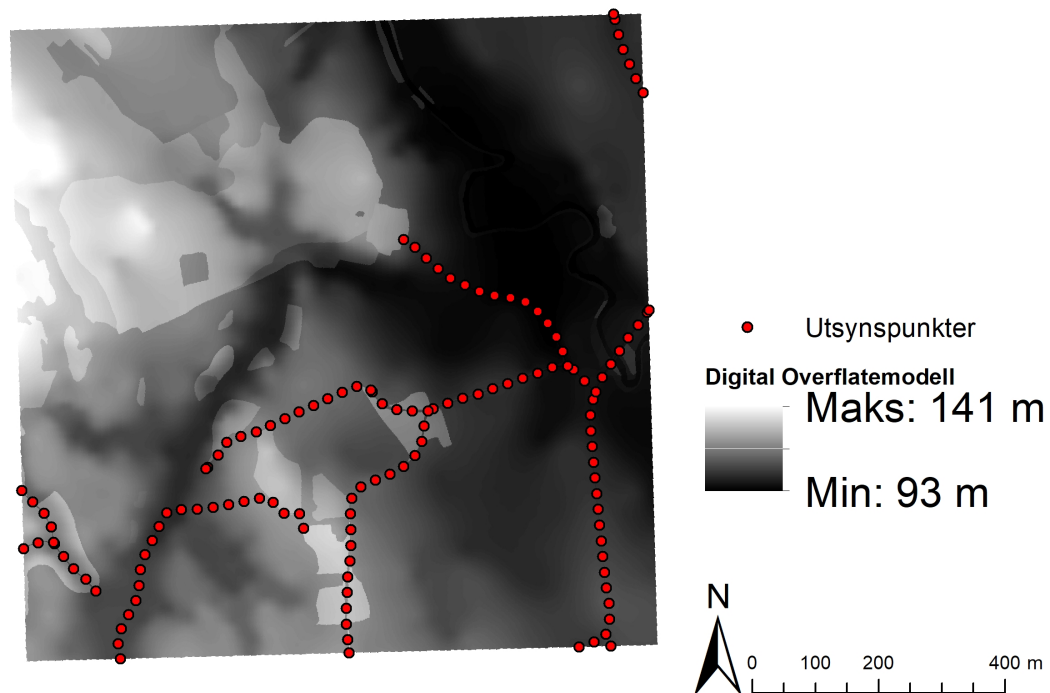 Utsynspunkter
Digital Overflatemodell
Maks: 141 m
Min: 93 m
N
0 100 200 400 m